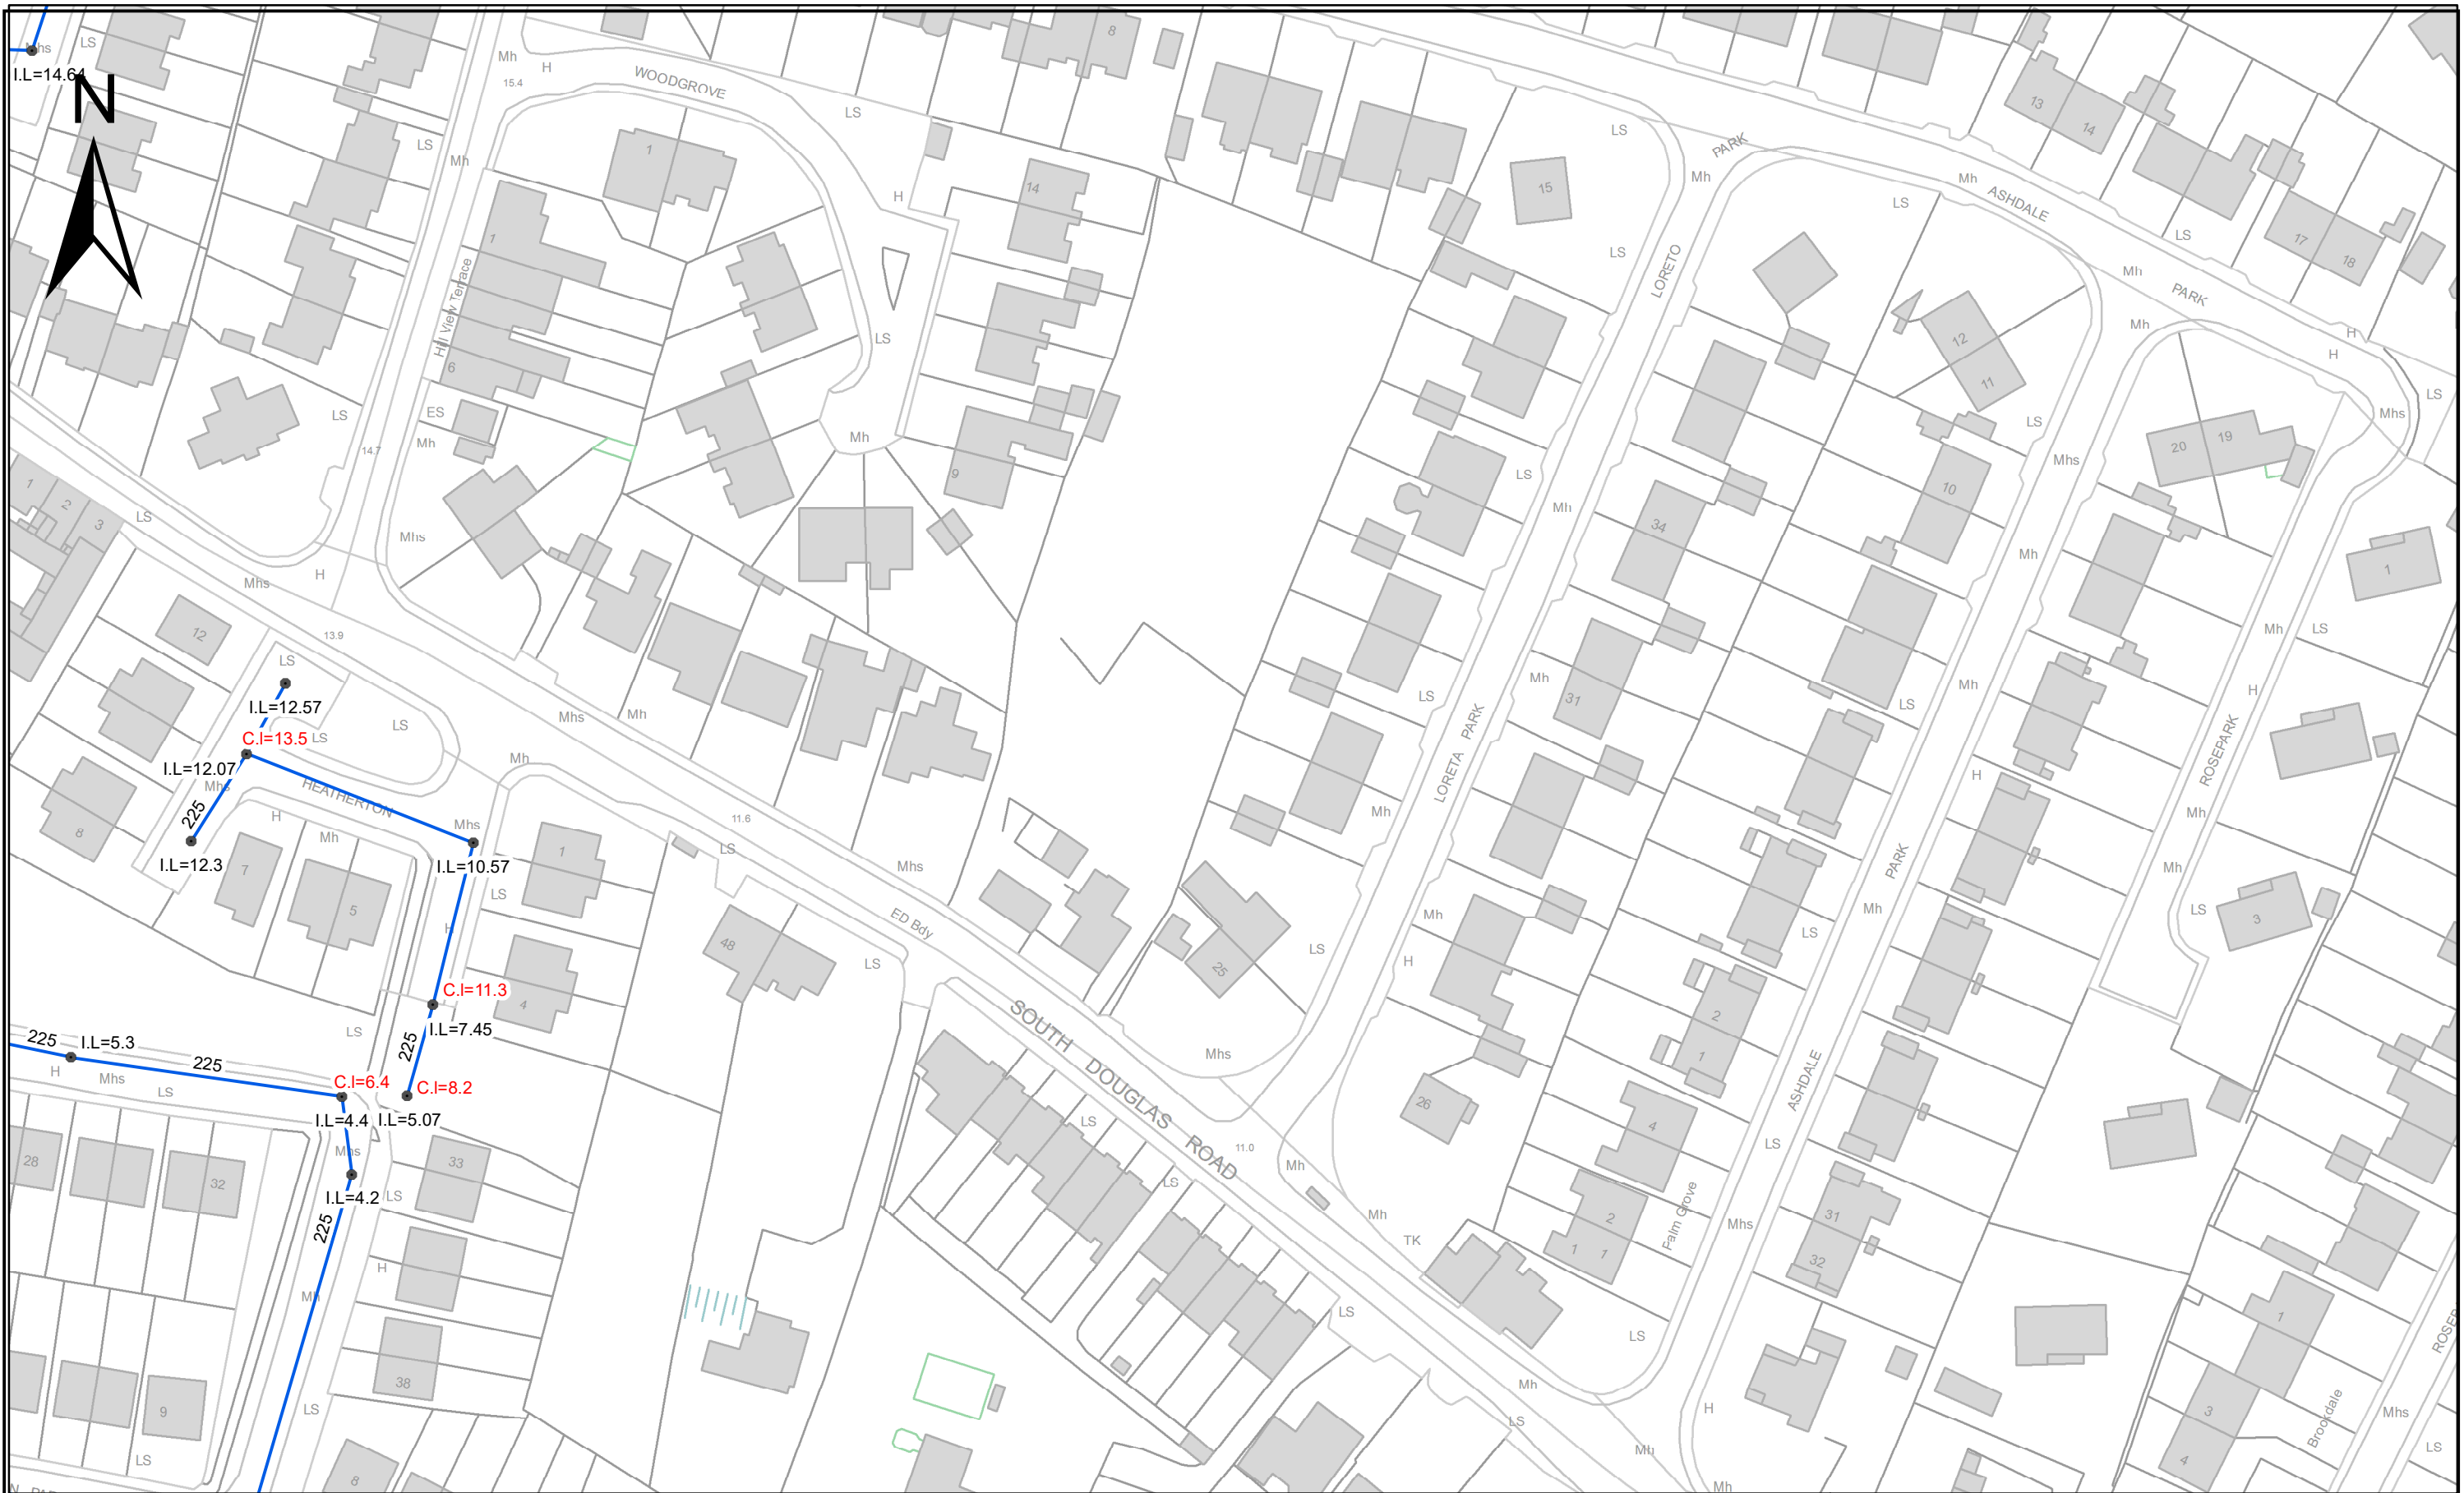 Mhs
LS
I.L=14.64
N
LS
Mh
H
15.4
WOODGROVE
LS
8
Mh
1
H
14
LS
15
LS
PARK
Mh
LS
Mh
ASHDALE
13
14
LS
17
18
Mh
PARK
H
H
LS
Mhs
Mh
LORETO
1
Hill View Terrace
6
ES
Mh
LS
14.7
LS
Mh
9
12
11
LS
20
19
Mhs
10
Mh
1
LS
Mh
34
1
2
3
LS
Mhs
Mhs
H
13.9
12
LS
I.L=12.57
C.I=13.5
LS
LS
I.L=12.07
Mhs
225
HEATHERTON
H
Mh
8
I.L=12.3
7
5
Mhs
I.L=10.57
Mh
Mhs
Mh
1
LS
H
11.6
LS
Mhs
ED Bdy
48
LS
4
C.I=11.3
I.L=7.45
225
LS
225
I.L=5.3
225
H
Mhs
LS
C.I=6.4
C.I=8.2
I.L=4.4
I.L=5.07
Mhs
I.L=4.2
LS
33
28
32
225
H
Mh
38
LS
9
LS
8
Mh
31
LS
LORETA PARK
Mh
Mh
LS
H
25
Mhs
SOUTH DOUGLAS ROAD
LS
LS
11.0
Mh
Mh
TK
26
4
2
1
1
2
1
Palm Grove
Mhs
LS
LS
Mh
LS
Mh
H
Mh
LS
PARK
ASHDALE
31
32
ROSEPARK
H
Mh
Mh
Mh
LS
3
LS
LS
Mh
Mh
H
Mh
1
3
4
Brookdale
Mhs
LS